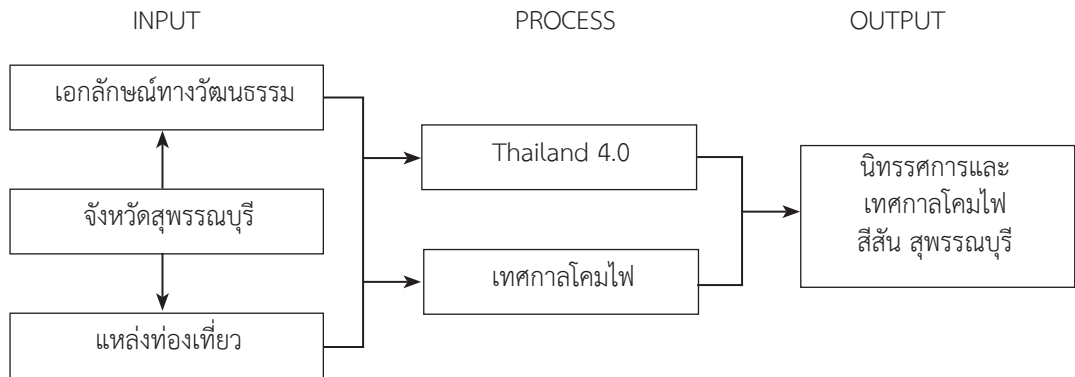 INPUT
PROCESS
OUTPUT
เอกลักษณ์ทางวัฒนธรรม
จังหวัดสุพรรณบุรี
แหล่งท่องเที่ยว
Thailand 4.0
เทศกาลโคมไฟ
นิทรรศการและ
เทศกาลโคมไฟ
สีสัน สุพรรณบุรี